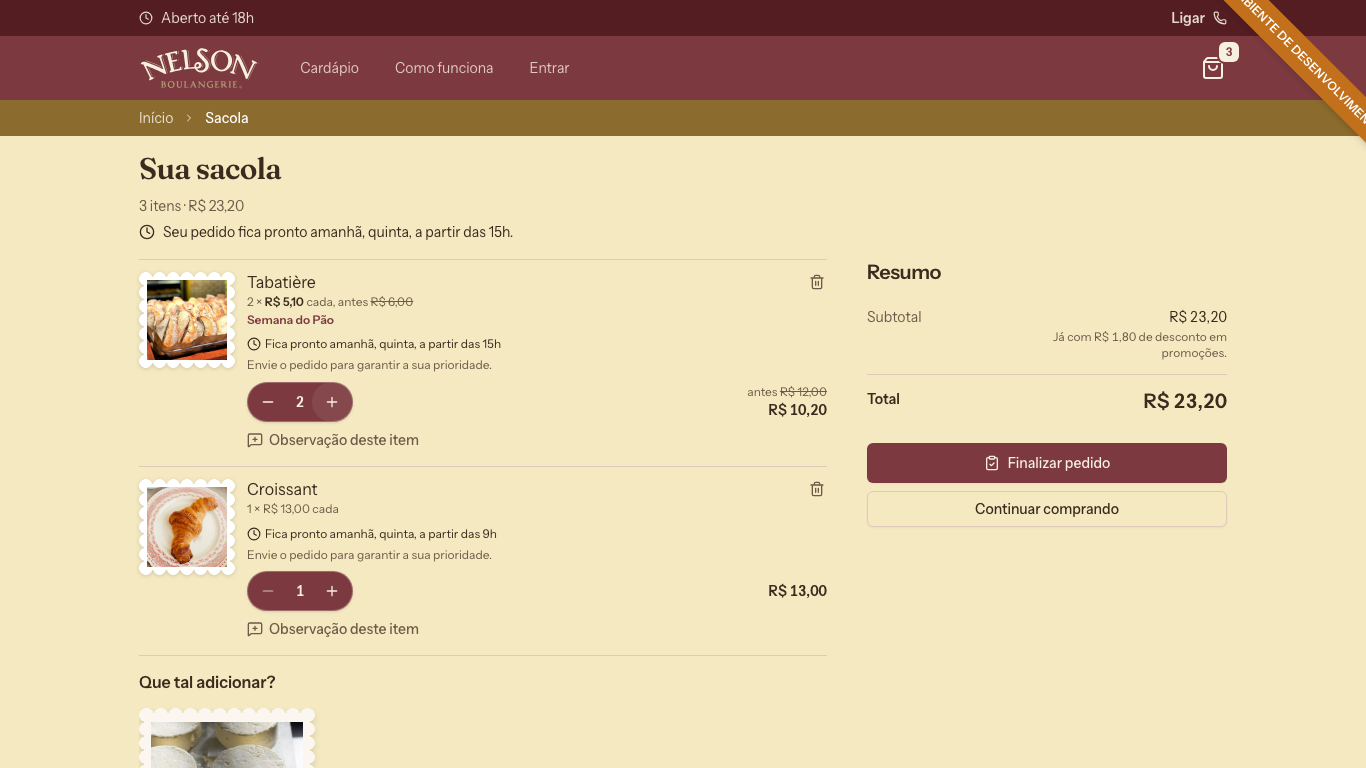 Aberto até 18h
Ligar
BIENTE DE DESENVOLVIMEN
NELSON
BOULANGERIE
Cardápio
Como funciona
Entrar
3
Início
Sacola
Sua sacola
3 itens · R$ 23,20
Seu pedido fica pronto amanhã, quinta, a partir das 15h.
Tabatière
2 × R$ 5,10 cada, antes R$ 6,00
Semana do Pão
Fica pronto amanhã, quinta, a partir das 15h
Envie o pedido para garantir a sua prioridade.
2
antes R$ 12,00
R$ 10,20
Observação deste item
Croissant
1 × R$ 13,00 cada
Fica pronto amanhã, quinta, a partir das 9h
Envie o pedido para garantir a sua prioridade.
1
R$ 13,00
Observação deste item
Que tal adicionar?
Resumo
Subtotal
R$ 23,20
Já com R$ 1,80 de desconto em
promoções.
Total
R$ 23,20
Finalizar pedido
Continuar comprando